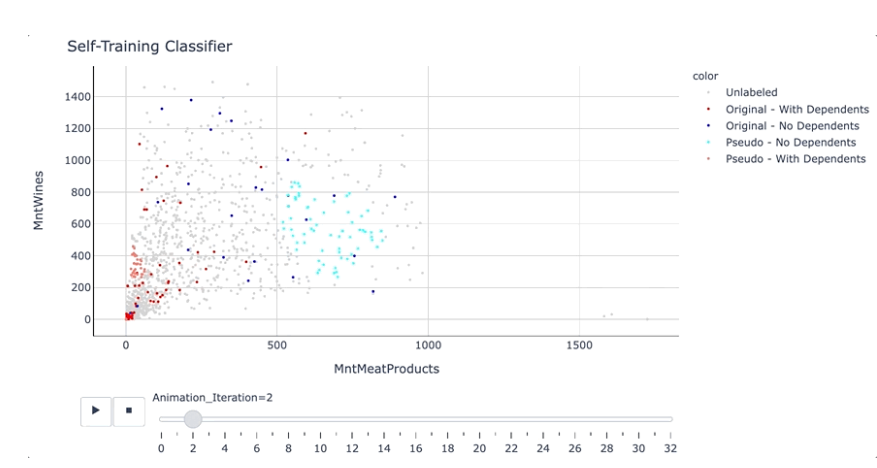 Self-Training Classifier
color
Unlabeled
Original - With Dependents
Original - No Dependents
Pseudo - No Dependents
Pseudo - With Dependents
MntWines
1400
1200
1000
800
600
400
200
0
0 500 1000 1500
MntMeatProducts
Animation_Iteration=2
0 2 4 6 8 10 12 14 16 18 20 22 24 26 28 30 32